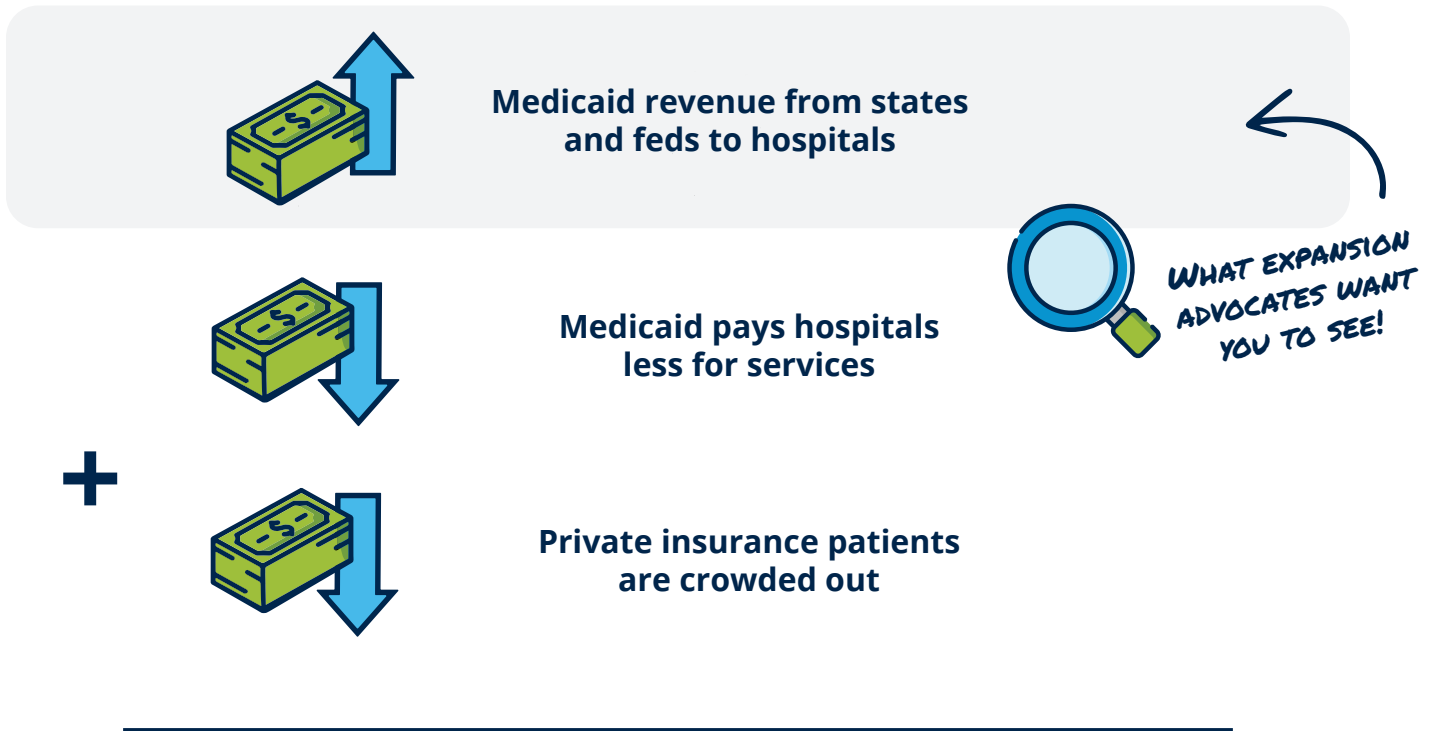 Medicaid revenue from states
and feds to hospitals
WHAT EXPANSION
ADVOCATES WANT
YOU TO SEE!
Medicaid pays hospitals
less for services
+
Private insurance patients
are crowded out